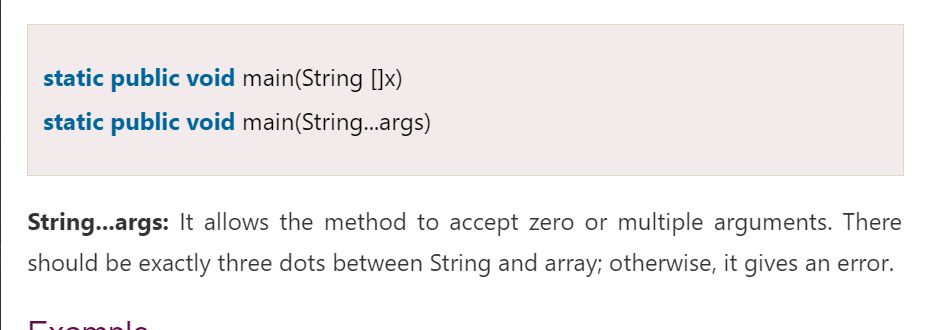 static public void main(String []x)
static public void main(String...args)
String...args: It allows the method to accept zero or multiple arguments. There
should be exactly three dots between String and array; otherwise, it gives an error.
Example